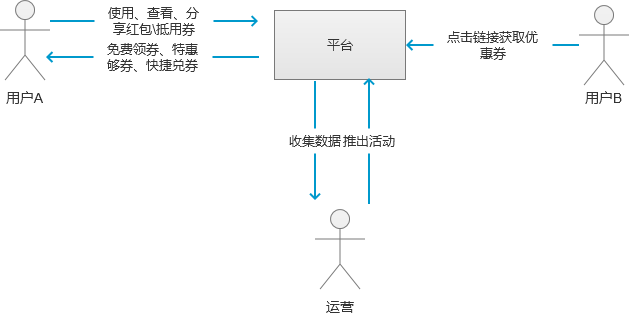 使用、查看、分
享红包\抵用券
免费领券、特惠
够券、快捷兑券
平台
点击链接获取优
惠券
用户A
用户B
收集数据
推出活动
运营